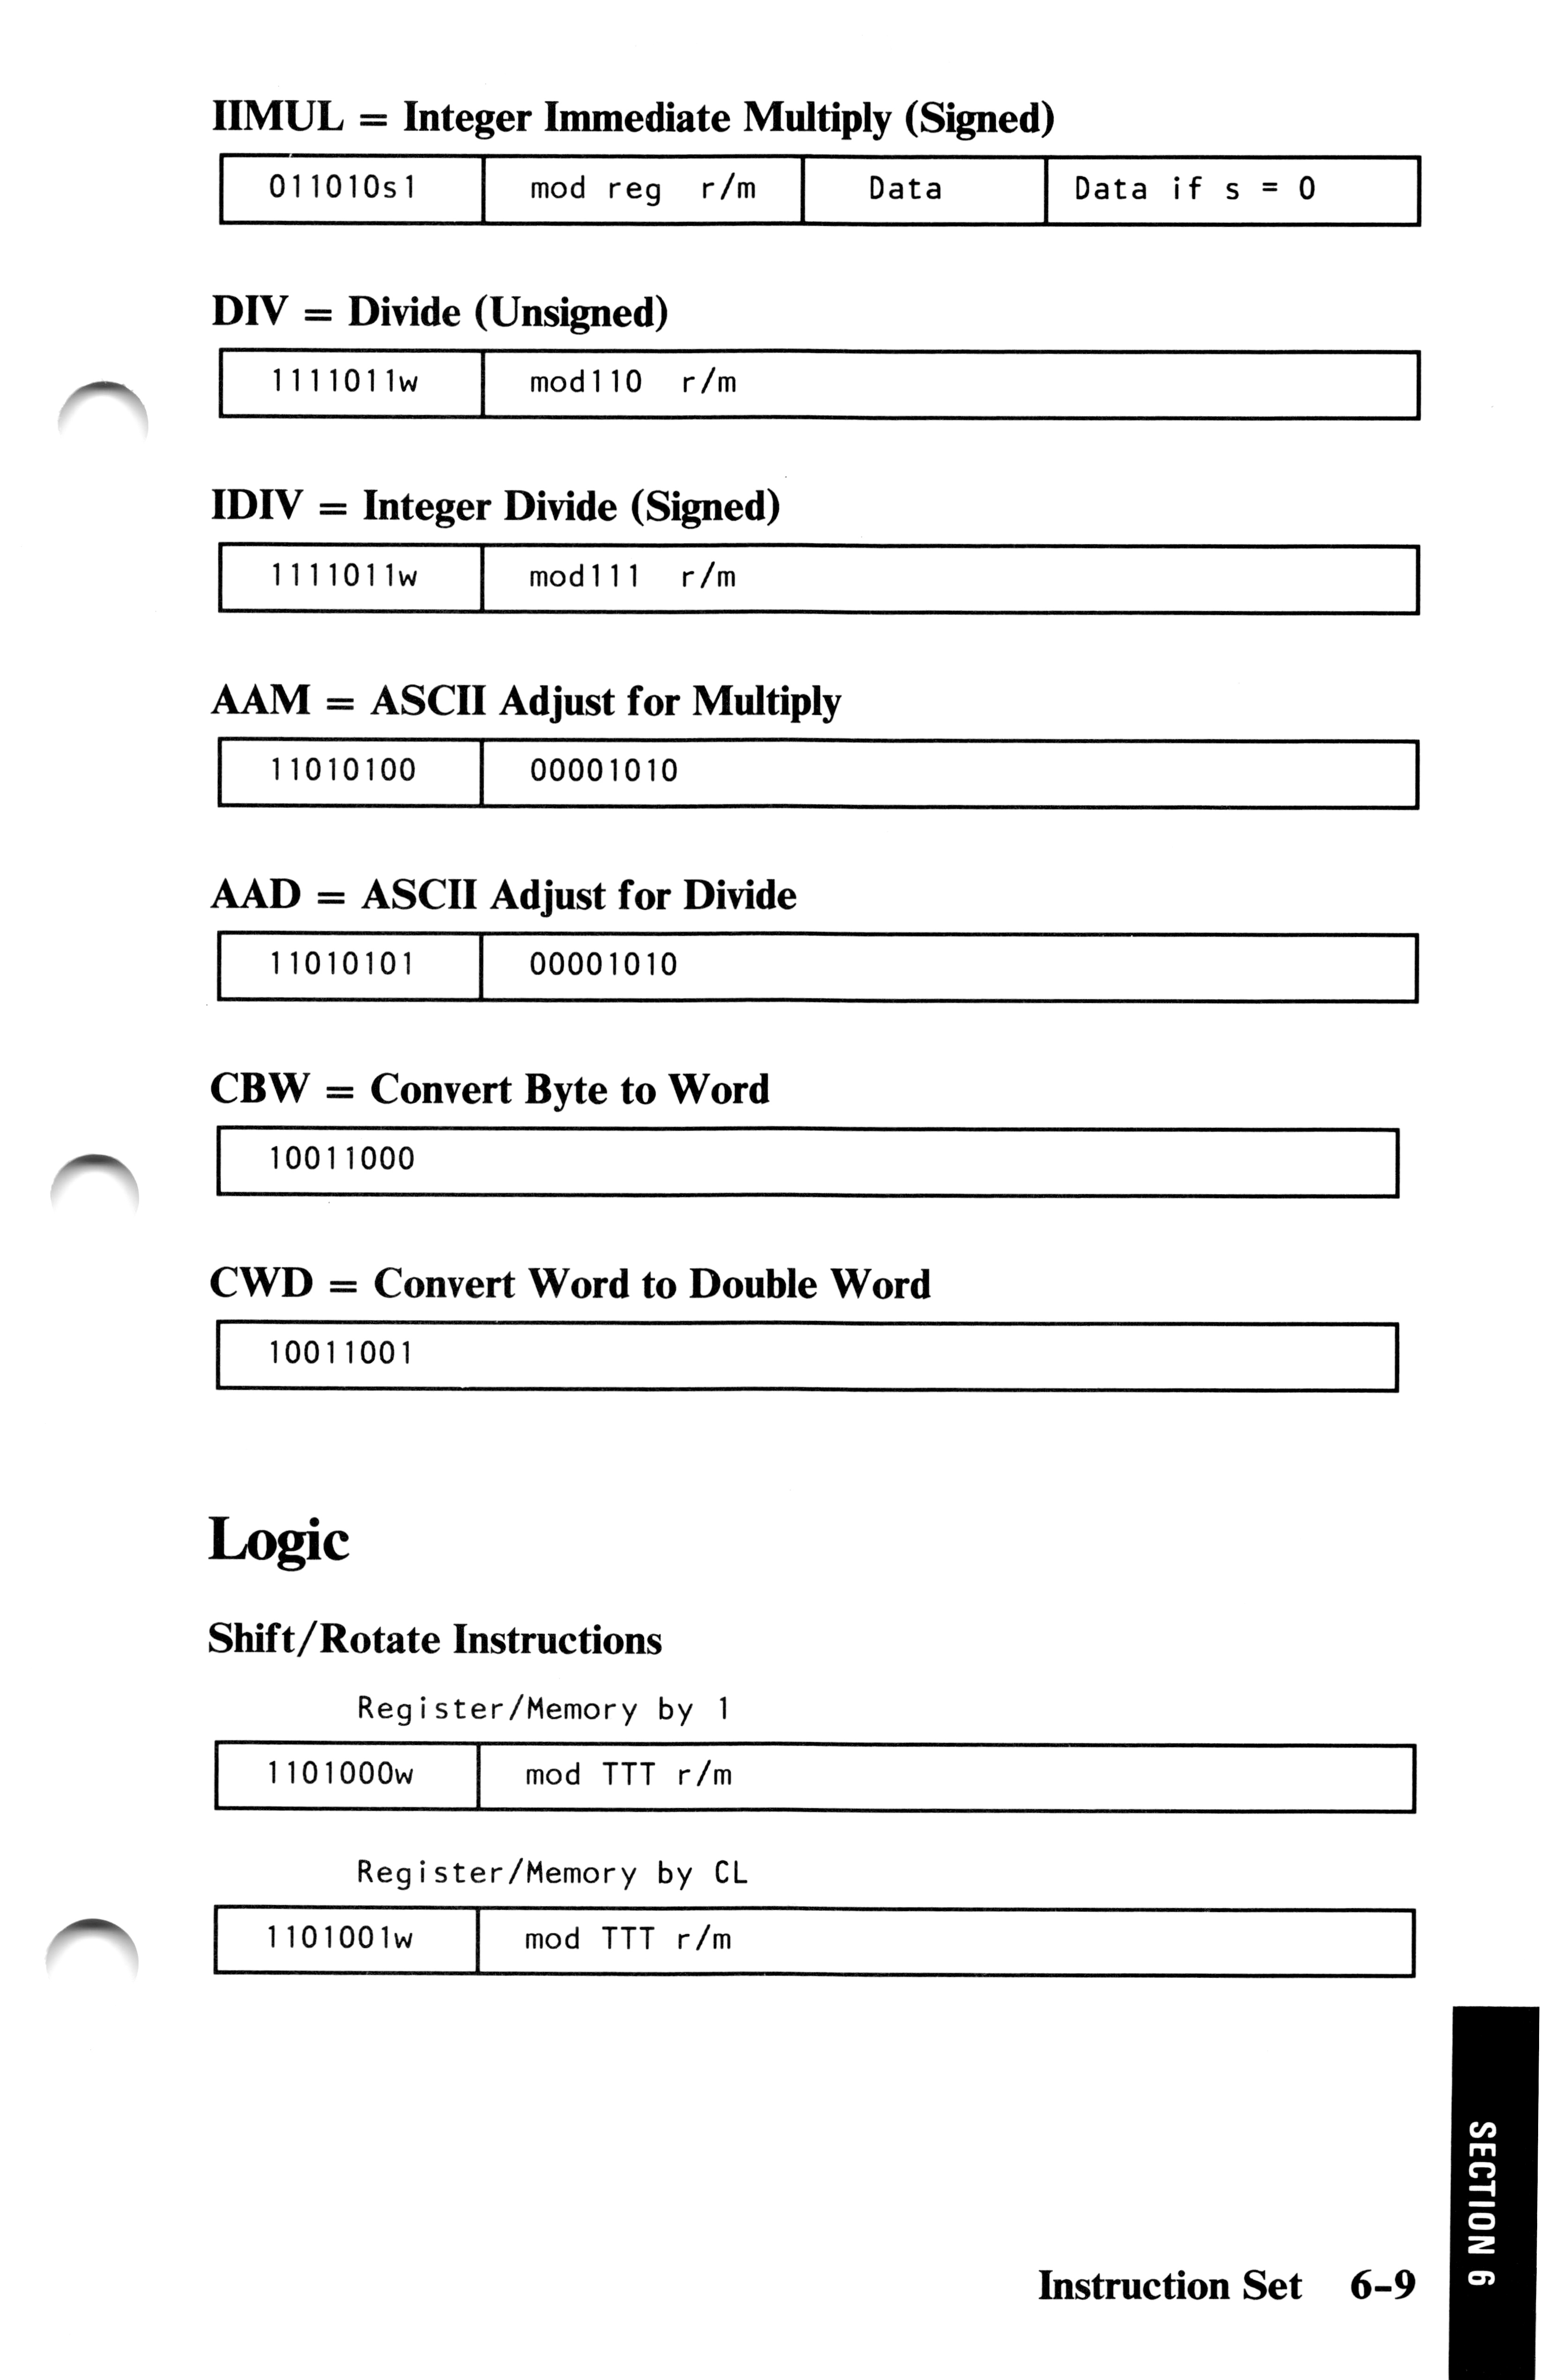 IIMUL = Integer Immediate Multiply (Signed)
011010s1 mod reg r/m Data Data if s = 0
DIV = Divide (Unsigned)
1111011w mod110 r/m
IDIV = Integer Divide (Signed)
1111011w mod111 r/m
AAM = ASCII Adjust for Multiply
11010100 00001010
AAD = ASCII Adjust for Divide
11010101 00001010
CBW = Convert Byte to Word
10011000
CWD = Convert Word to Double Word
10011001
Logic
Shift/Rotate Instructions
Register/Memory by 1
1101000w mod TTT r/m
Register/Memory by CL
1101001w mod TTT r/m
SECTION 6
Instruction Set 6-9